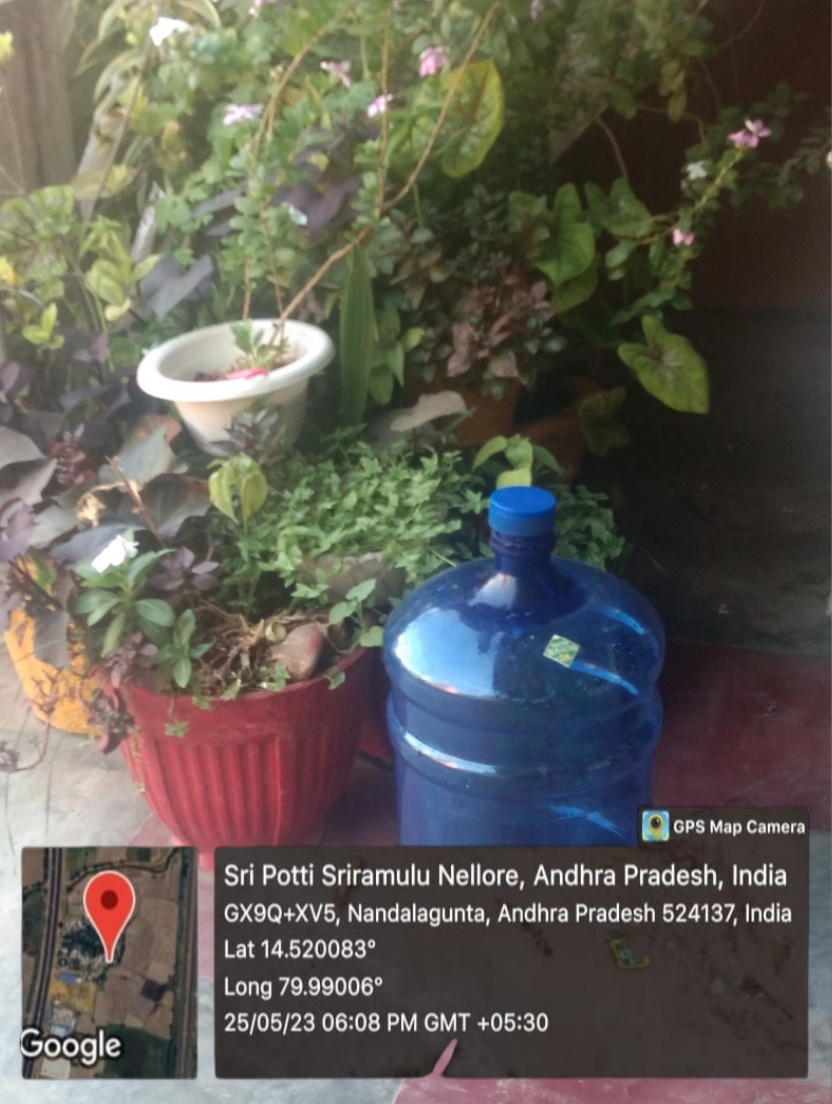 GPS Map Camera
Sri Potti Sriramulu Nellore, Andhra Pradesh, India
GX9Q+XV5, Nandalagunta, Andhra Pradesh 524137, India
Lat 14.520083°
Long 79.99006°
25/05/23 06:08 PM GMT +05:30
Google